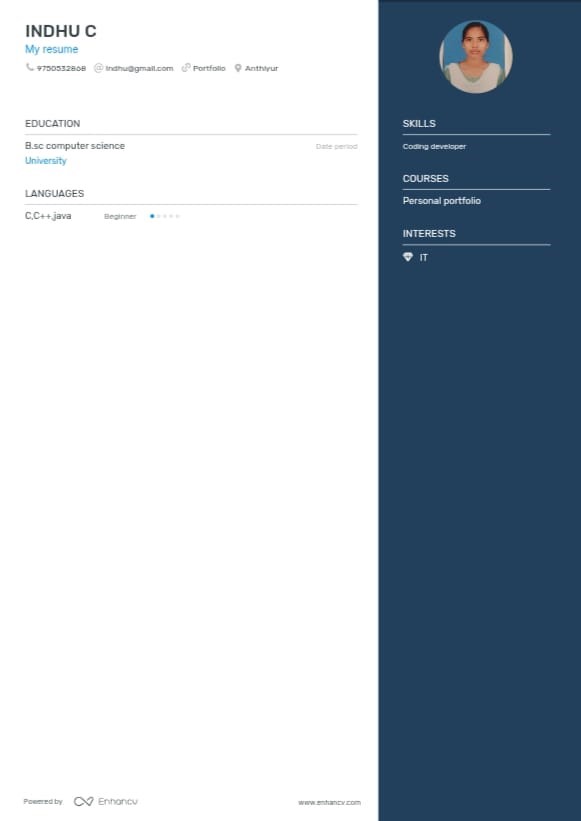 INDHU C
My resume
9750532868 Indhu@gmail.com Portfolio Anthiyur
EDUCATION
B.sc computer science Date period
University
LANGUAGES
C,C++,java Beginner
SKILLS
Coding developer
COURSES
Personal portfolio
INTERESTS
IT
Powered by Enhancv www.enhancv.com